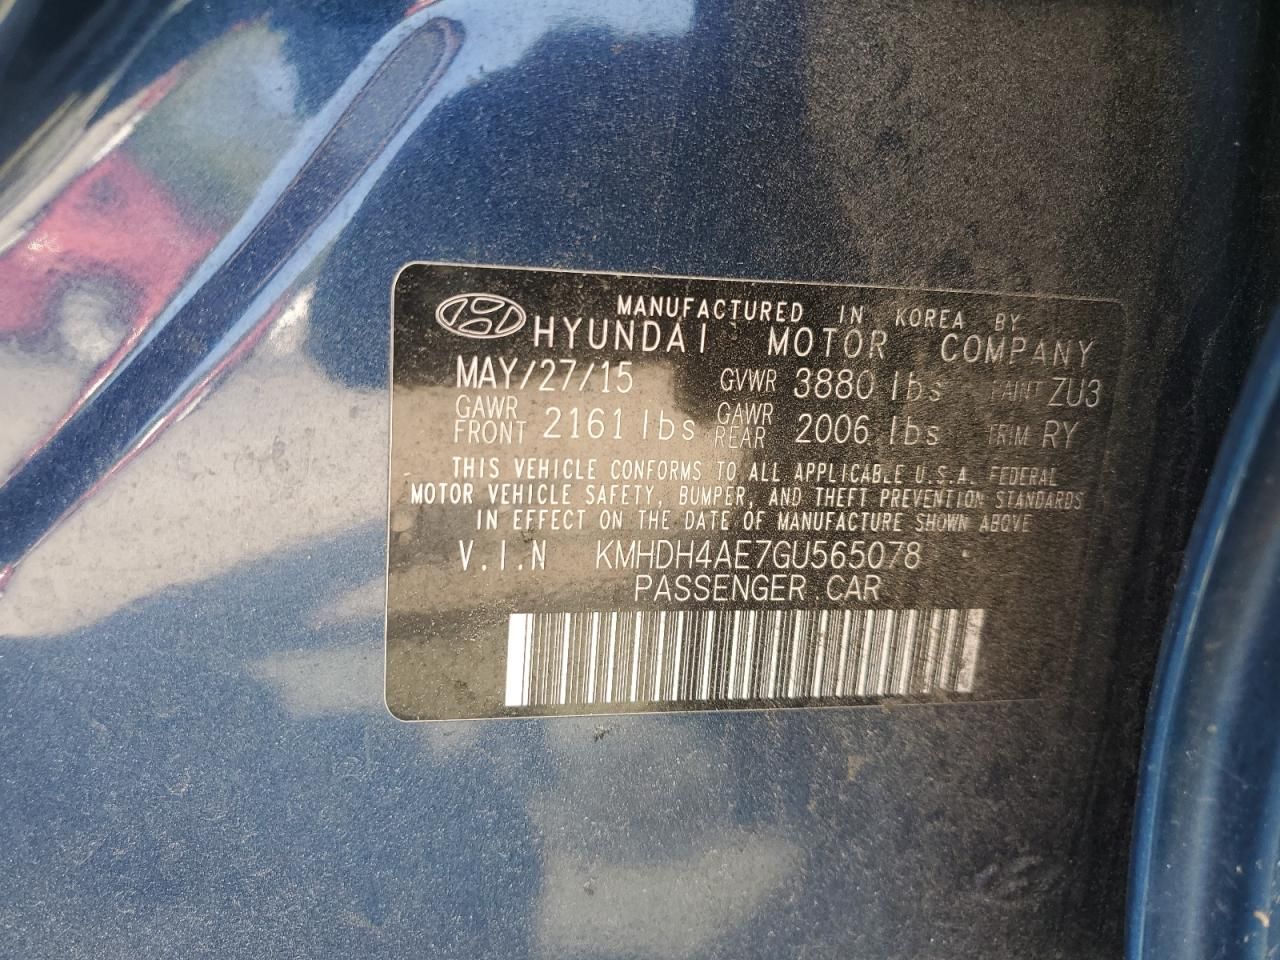 MANUFACTURED IN KOREA BY
HYUNDAI MOTOR COMPANY
MAY/27/15 GVWR 3880 lbs PAINT ZU3
GAWR FRONT 2161 lbs GAWR REAR 2006 lbs TRIM RY
THIS VEHICLE CONFORMS TO ALL APPLICABLE U.S.A. FEDERAL
MOTOR VEHICLE SAFETY, BUMPER, AND THEFT PREVENTION STANDARDS
IN EFFECT ON THE DATE OF MANUFACTURE SHOWN ABOVE
V.I.N KMHDH4AE7GU565078
PASSENGER CAR